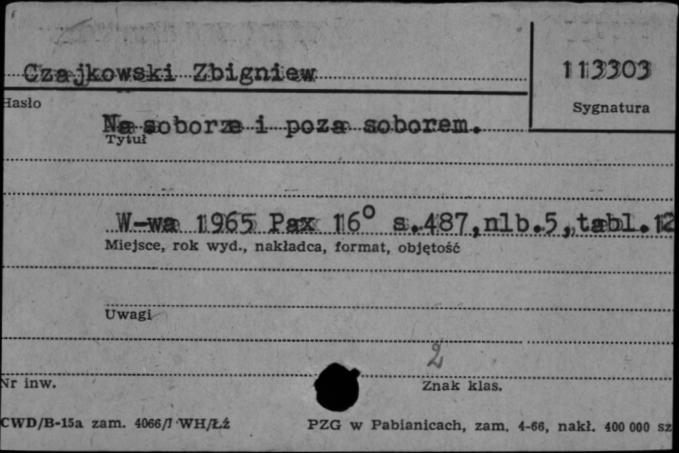 Czajkowski Zbigniew
113303
Hasło
Sygnatura
Na soborze i poza soborem.
Tytuł
W-wa 1965 Pax 16° s.487,nlb.5,tabl.12
Miejsce, rok wyd., nakładca, format, objętość
Uwagi
2
Nr inw.
Znak klas.
CWD/B-15a zam. 4066/7 WH/Łź
PZG w Pabianicach, zam. 4-66, nakł. 400 000 sz